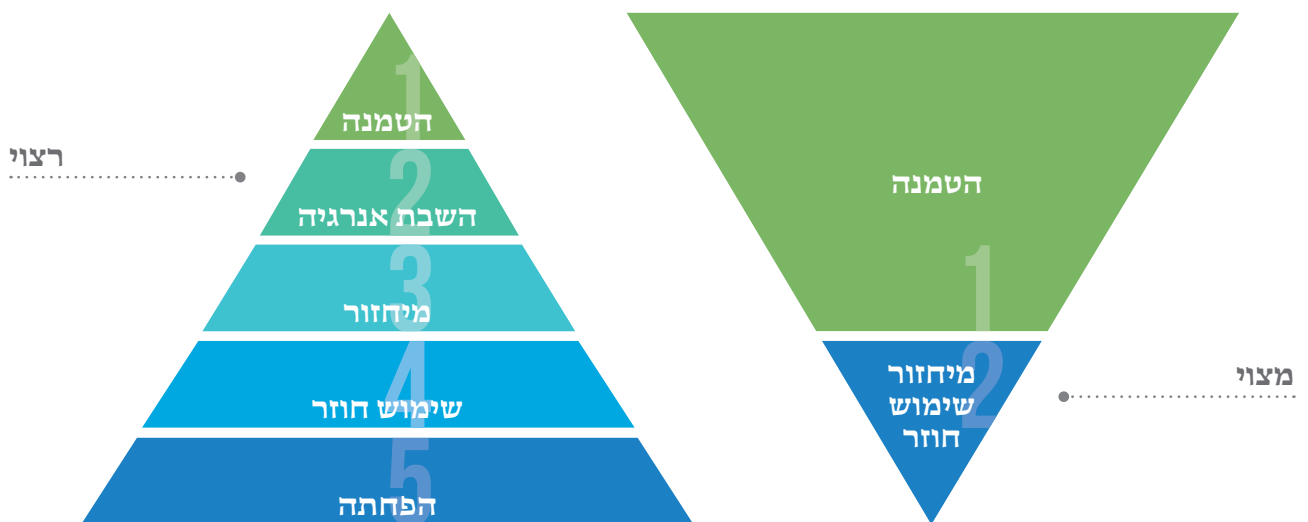 רצוי
1
הטמנה
2
השבת אנרגיה
3
מיחזור
4
שימוש חוזר
5
הפחתה
הטמנה
1
2
מיחזור
שימוש
חוזר
מצוי